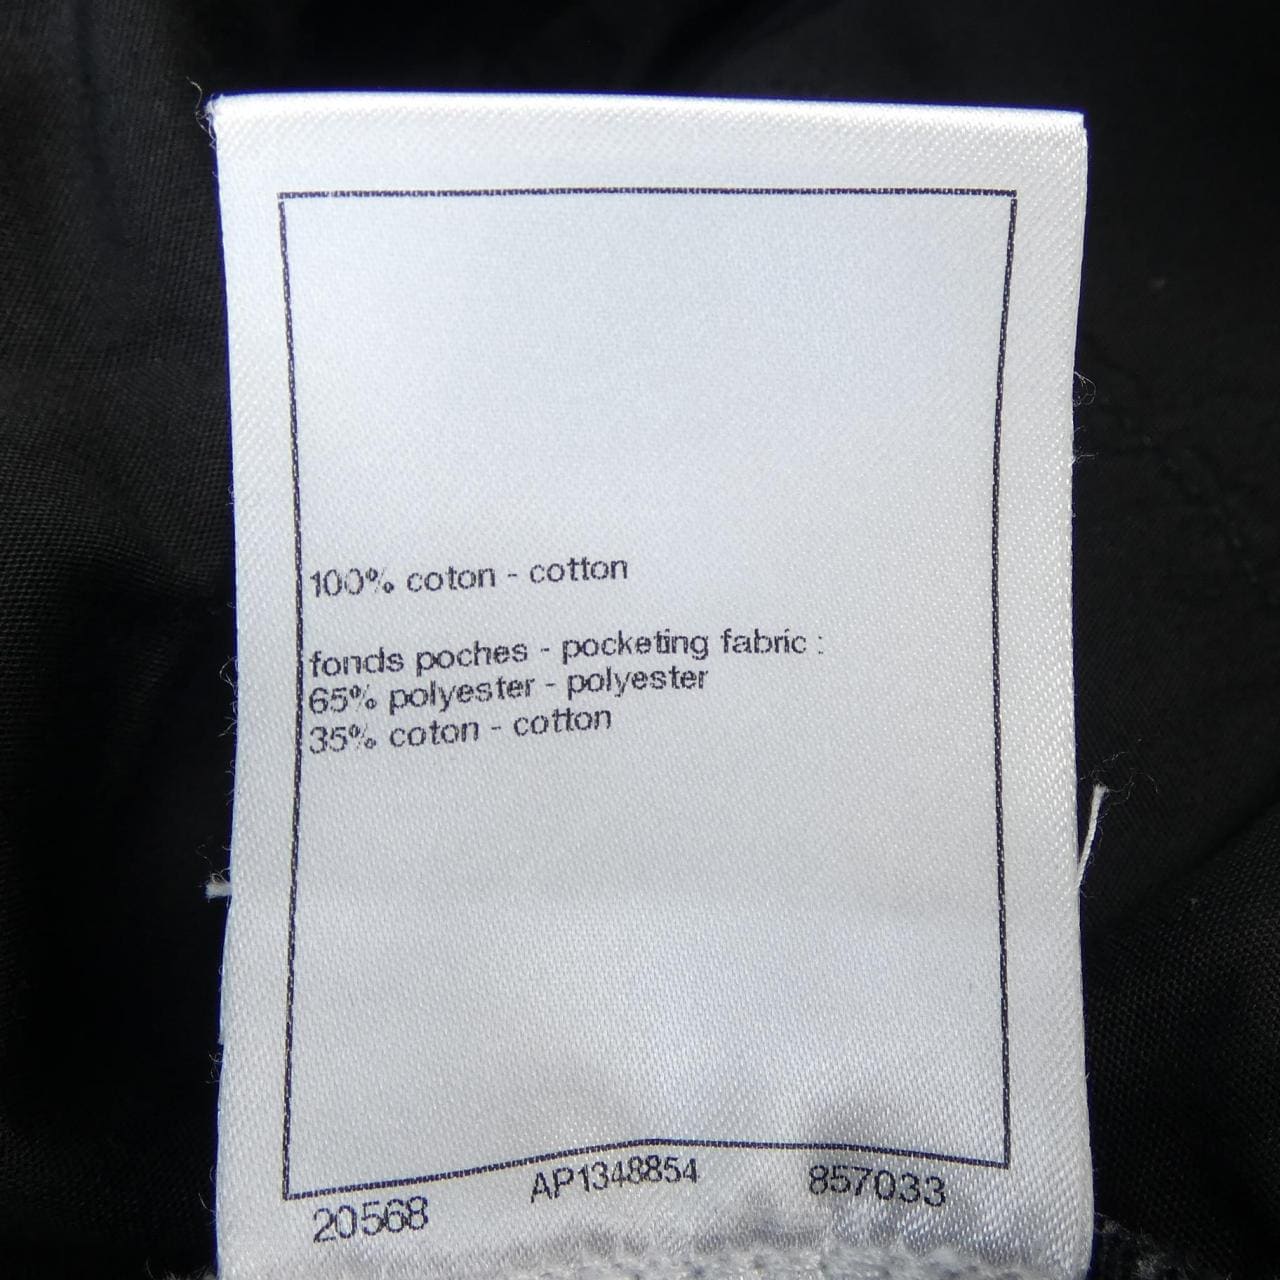 100% coton - cotton
fonds poches - pocketing fabric :
65% polyester - polyester
35% coton - cotton
20568 AP1348854 857033